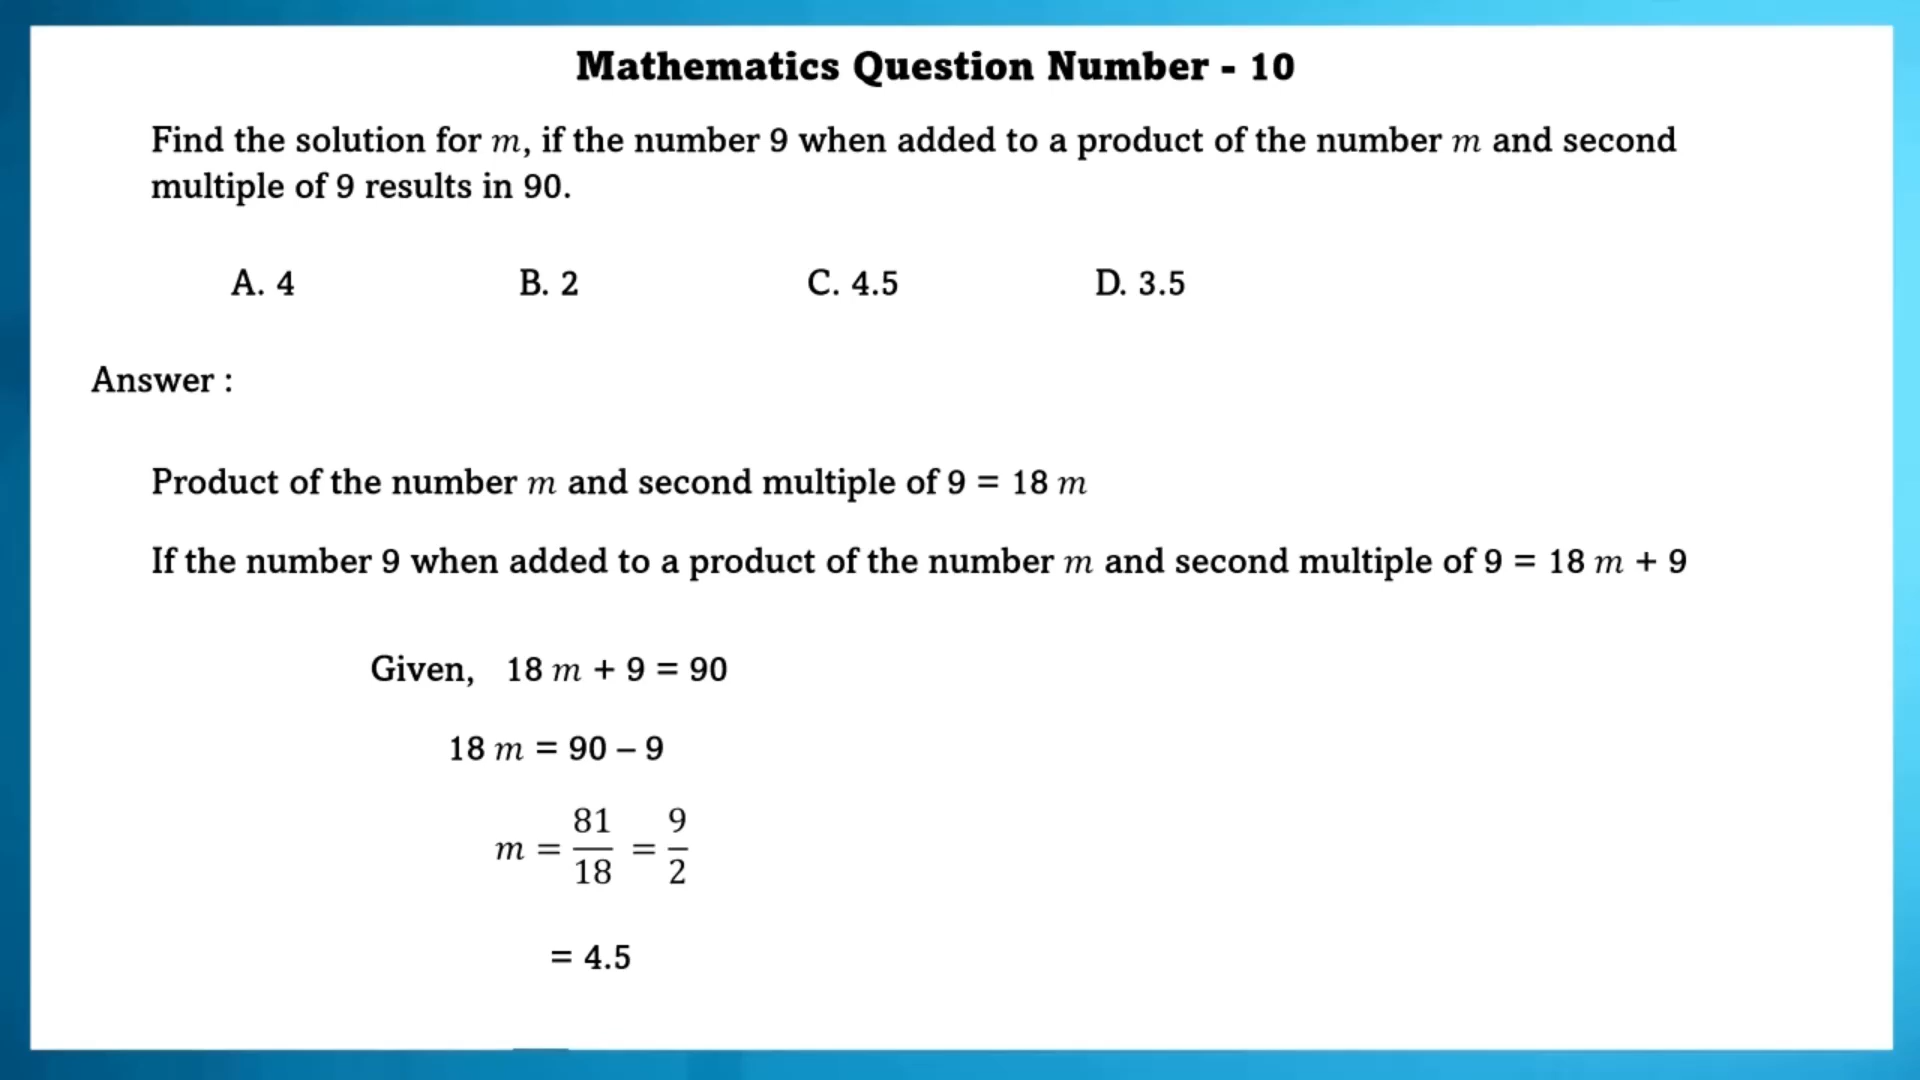 Mathematics Question Number - 10
Find the solution for m, if the number 9 when added to a product of the number m and second
multiple of 9 results in 90.
A. 4 B. 2 C. 4.5 D. 3.5
Answer :
Product of the number m and second multiple of 9 = 18 m
If the number 9 when added to a product of the number m and second multiple of 9 = 18 m + 9
Given, 18 m + 9 = 90
18 m = 90 – 9
m = 81/18 = 9/2
= 4.5